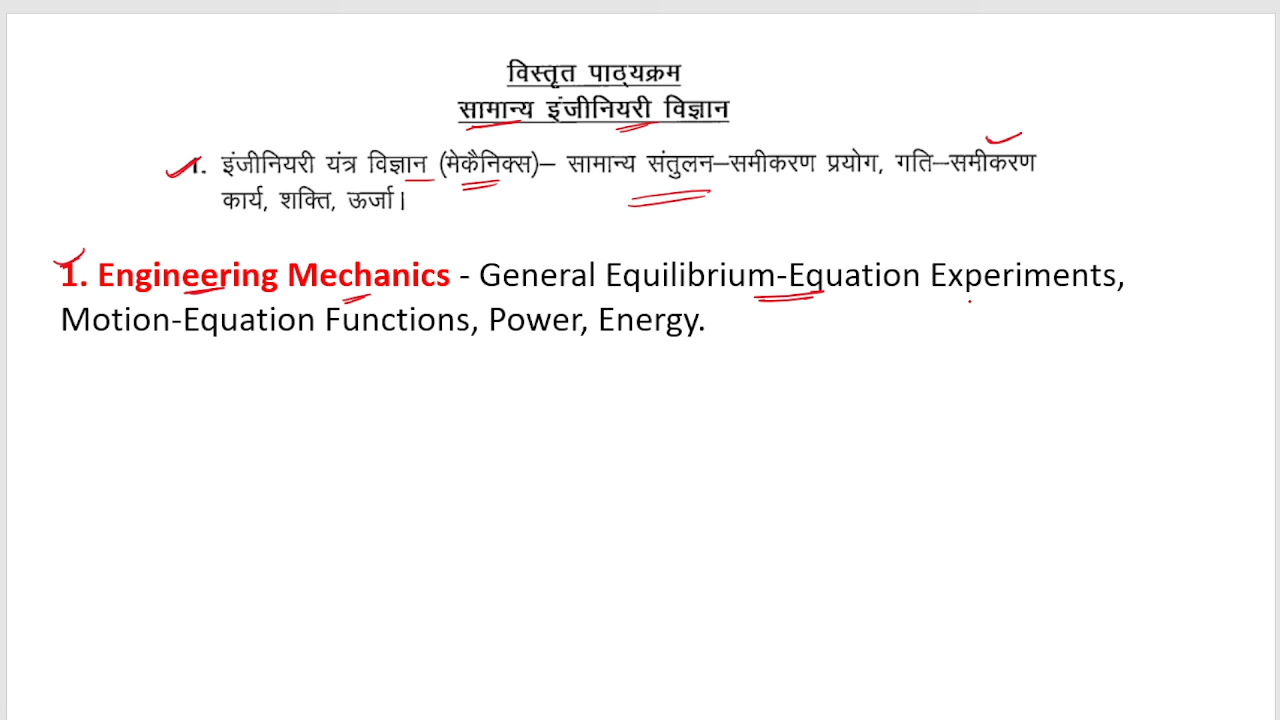 विस्तृत पाठ्यक्रम
सामान्य इंजीनियरी विज्ञान
1. इंजीनियरी यंत्र विज्ञान (मेकैनिक्स)– सामान्य संतुलन–समीकरण प्रयोग, गति–समीकरण
कार्य, शक्ति, ऊर्जा।
1. Engineering Mechanics - General Equilibrium-Equation Experiments,
Motion-Equation Functions, Power, Energy.